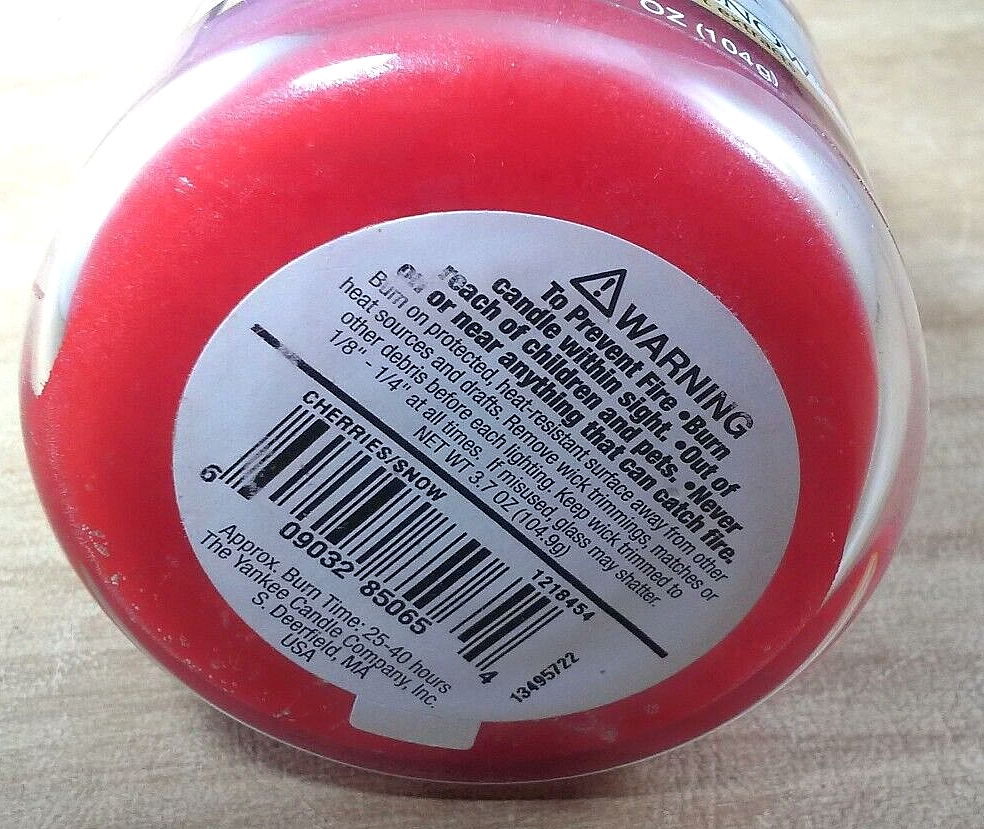 NOW
OZ (104g)
WARNING
To Prevent Fire • Burn
candle within sight. • Out of
reach of children and pets. • Never
or near anything that can catch fire.
Burn on protected, heat-resistant surface away from other
heat sources and drafts. Remove wick trimmings, matches or
other debris before each lighting. Keep wick trimmed to
1/8" - 1/4" at all times. If misused, glass may shatter.
NET WT 3.7 OZ (104.9g)
CHERRIES/SNOW
1218454
6 09032 85065 4
13495722
Approx. Burn Time: 25-40 hours
The Yankee Candle Company, Inc.
S. Deerfield, MA
USA